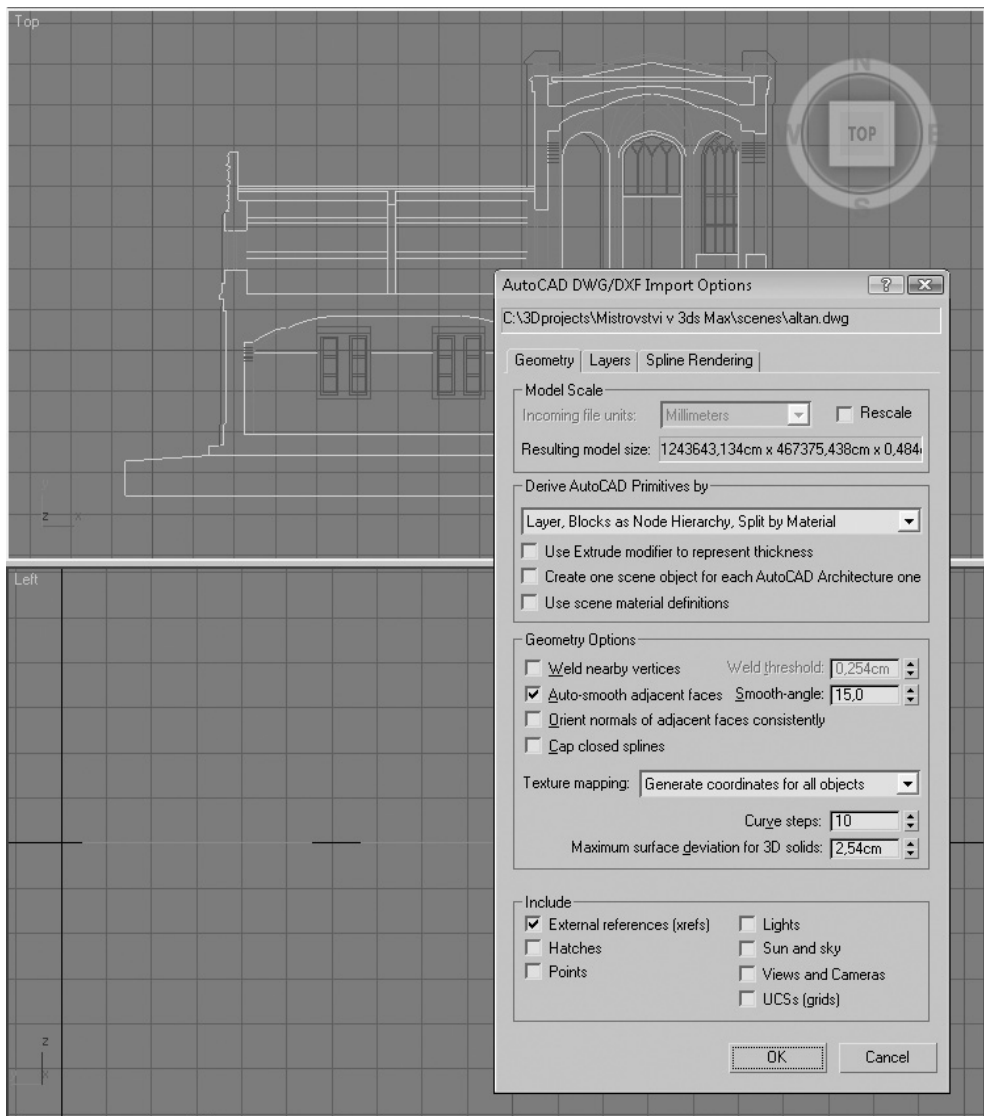 Top
N
W
TOP
E
S
AutoCAD DWG/DXF Import Options
C:\3Dprojects\Mistrovstvi v 3ds Max\scenes\altan.dwg
Geometry
Layers
Spline Rendering
Model Scale
Incoming file units: Millimeters
Rescale
Resulting model size: 1243643,134cm x 467375,438cm x 0,484
Derive AutoCAD Primitives by
Layer, Blocks as Node Hierarchy, Split by Material
Use Extrude modifier to represent thickness
Create one scene object for each AutoCAD Architecture one
Use scene material definitions
Geometry Options
Weld nearby vertices Weld threshold: 0,254cm
Auto-smooth adjacent faces Smooth-angle: 15,0
Orient normals of adjacent faces consistently
Cap closed splines
Texture mapping: Generate coordinates for all objects
Curve steps: 10
Maximum surface deviation for 3D solids: 2,54cm
Include
External references (xrefs)
Hatches
Points
Lights
Sun and sky
Views and Cameras
UCSs (grids)
OK
Cancel
y
z x
Left
z
x